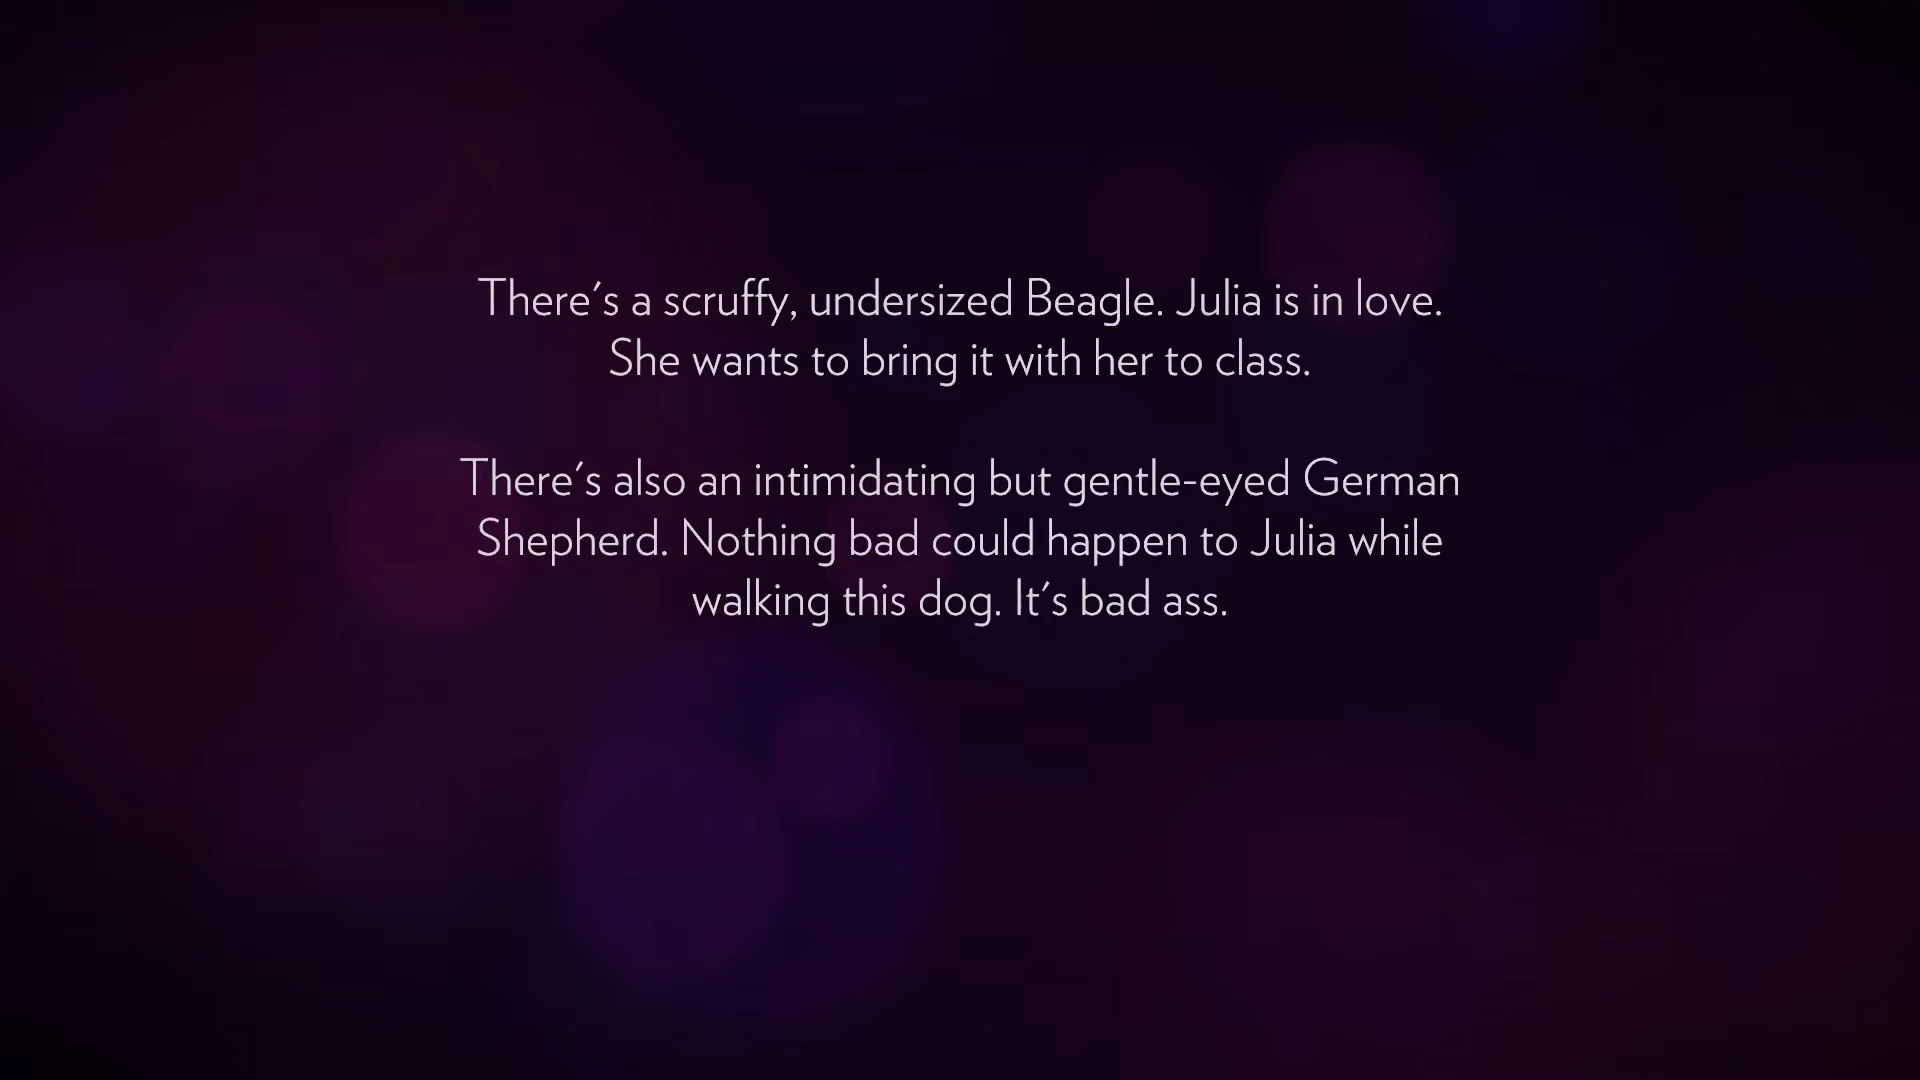 There's a scruffy, undersized Beagle. Julia is in love.
She wants to bring it with her to class.
There's also an intimidating but gentle-eyed German
Shepherd. Nothing bad could happen to Julia while
walking this dog. It's bad ass.